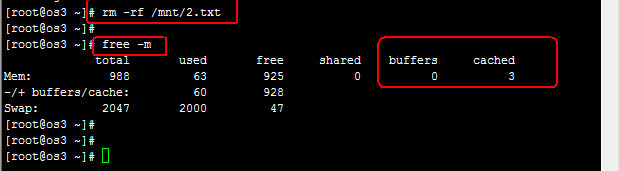 [root@os3 ~]# rm -rf /mnt/2.txt
[root@os3 ~]#
[root@os3 ~]# free -m
total used free shared buffers cached
Mem: 988 63 925 0 0 3
-/+ buffers/cache: 60 928
Swap: 2047 2000 47
[root@os3 ~]#
[root@os3 ~]#
[root@os3 ~]#